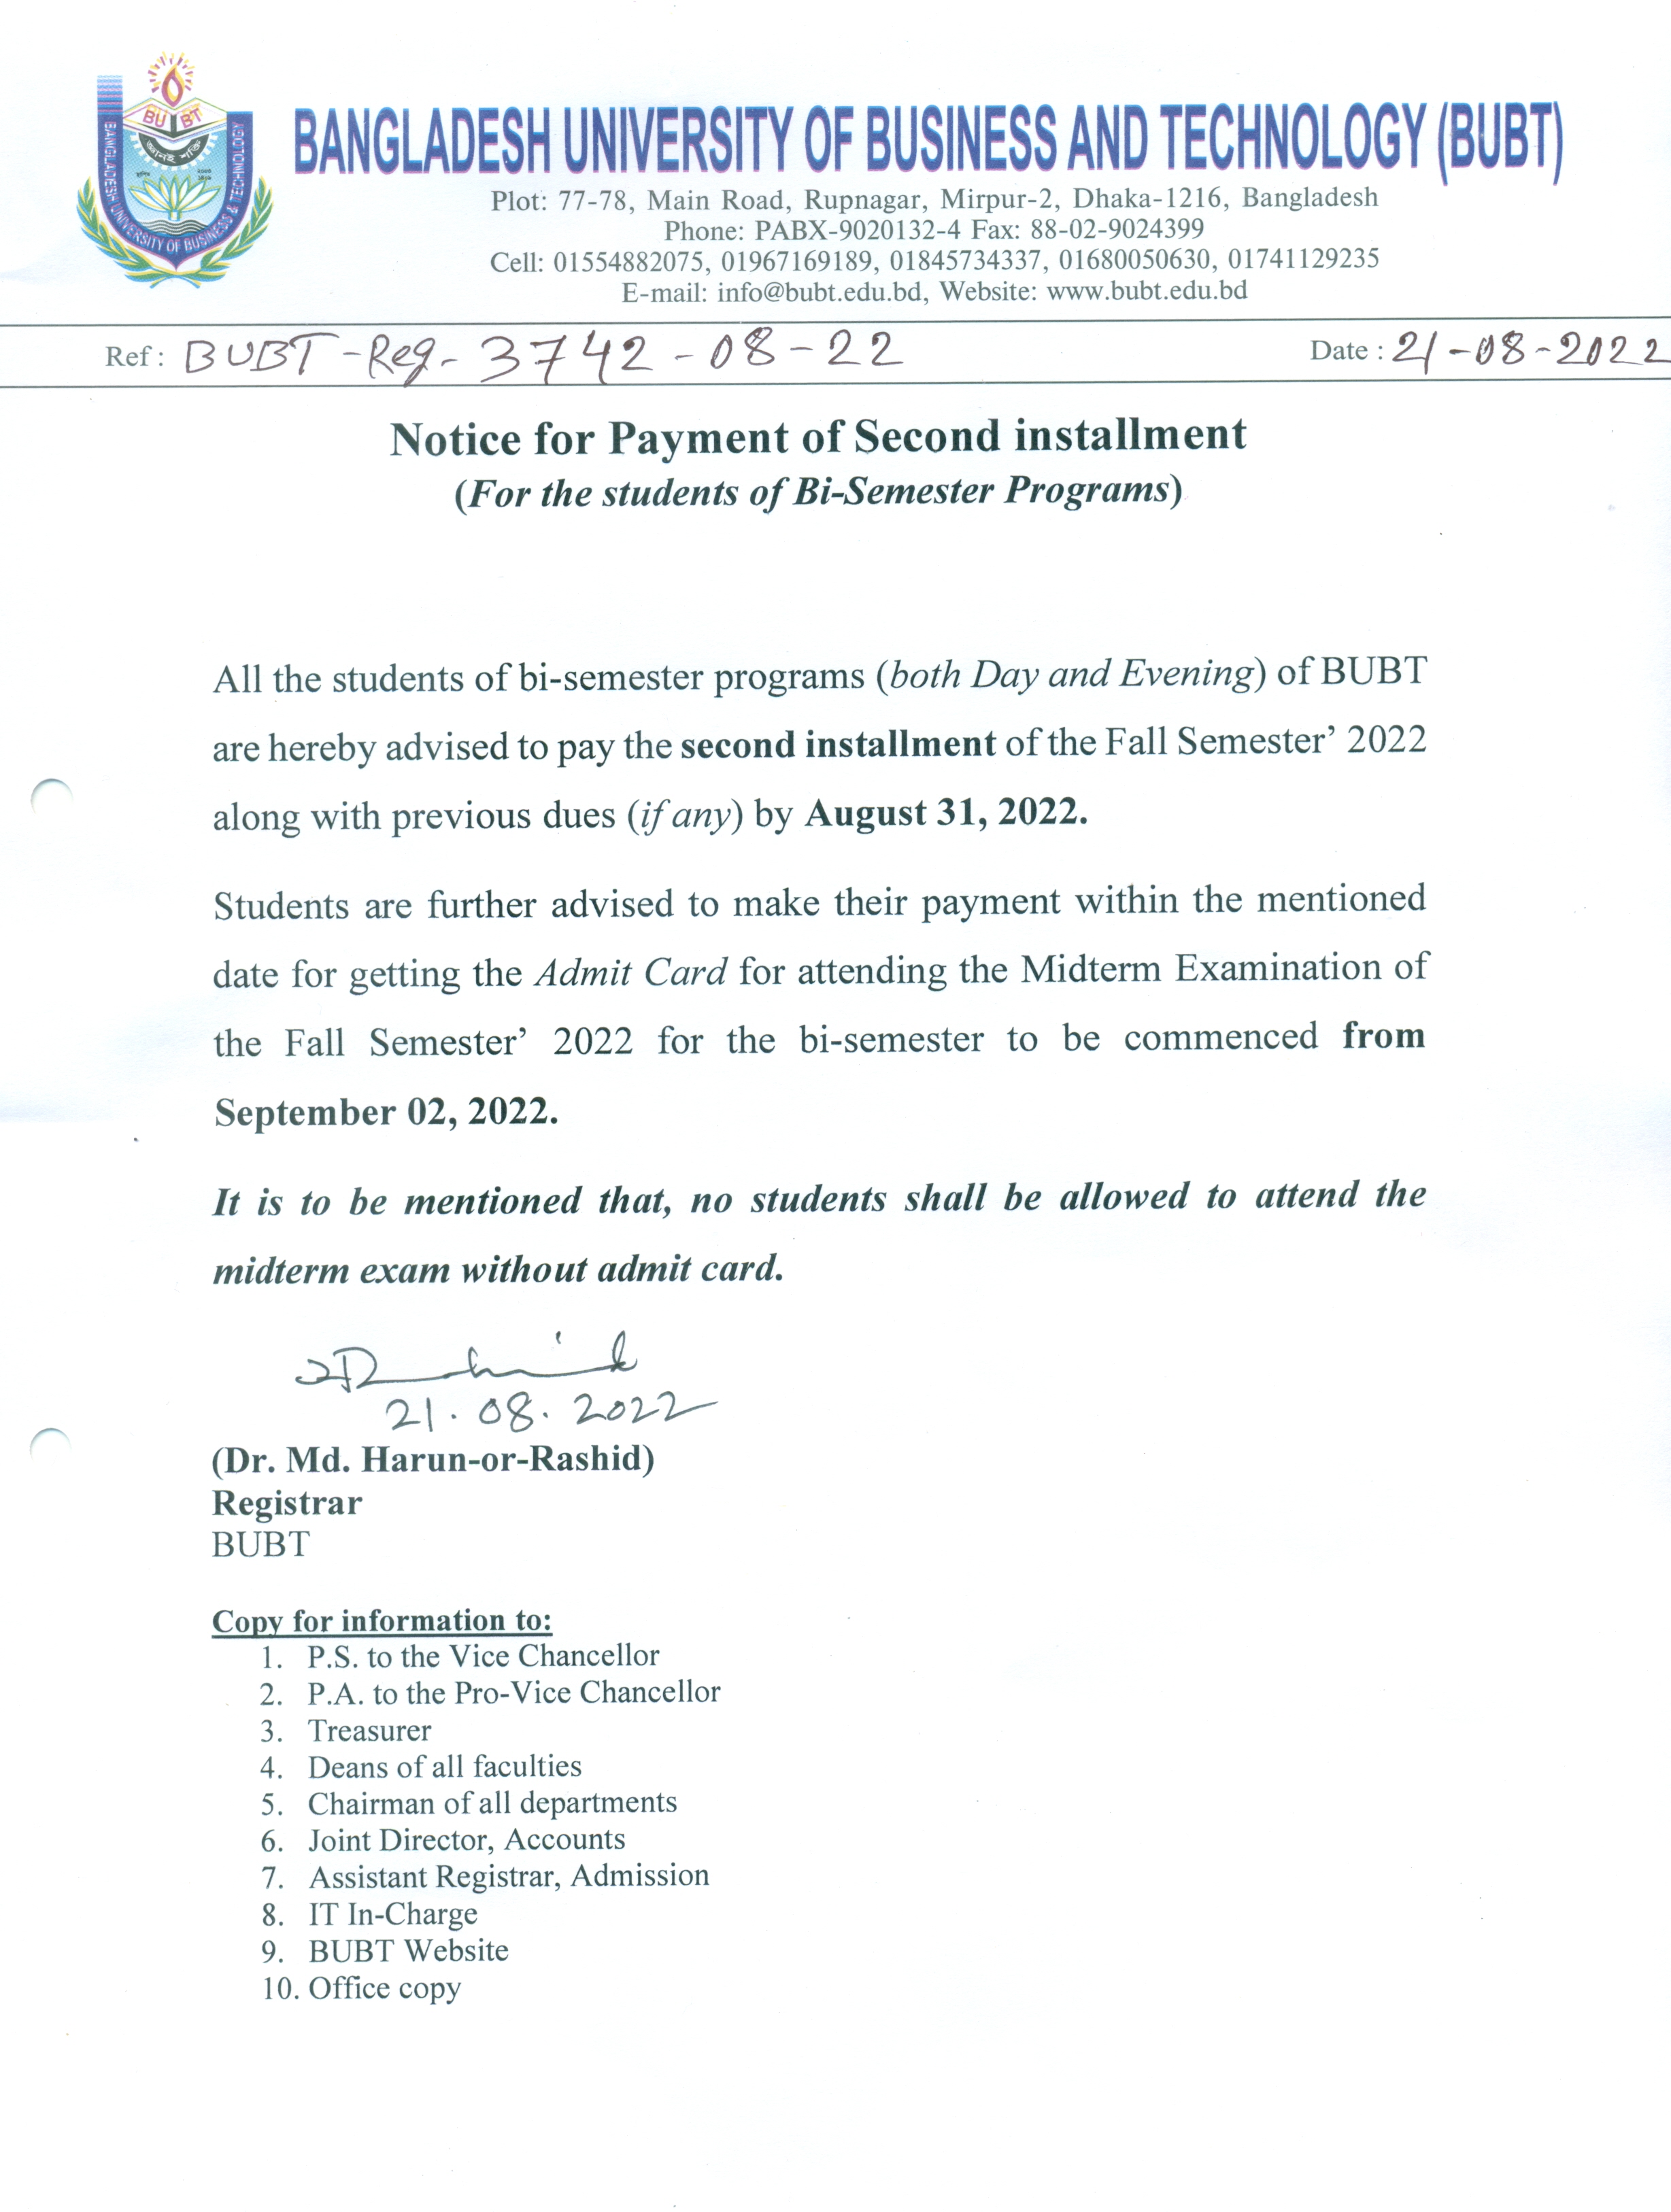 BU BT
জ্ঞানই শক্তি
BANGLADESH UNIVERSITY OF BUSINESS & TECHNOLOGY
BANGLADESH UNIVERSITY OF BUSINESS AND TECHNOLOGY (BUBT)
Plot: 77-78, Main Road, Rupnagar, Mirpur-2, Dhaka-1216, Bangladesh
Phone: PABX-9020132-4 Fax: 88-02-9024399
Cell: 01554882075, 01967169189, 01845734337, 01680050630, 01741129235
E-mail: info@bubt.edu.bd, Website: www.bubt.edu.bd
Ref : BUBT-Reg-3742-08-22 Date : 21-08-2022
Notice for Payment of Second installment
(For the students of Bi-Semester Programs)
All the students of bi-semester programs (both Day and Evening) of BUBT
are hereby advised to pay the second installment of the Fall Semester’ 2022
along with previous dues (if any) by August 31, 2022.
Students are further advised to make their payment within the mentioned
date for getting the Admit Card for attending the Midterm Examination of
the Fall Semester’ 2022 for the bi-semester to be commenced from
September 02, 2022.
It is to be mentioned that, no students shall be allowed to attend the
midterm exam without admit card.
21.08.2022
(Dr. Md. Harun-or-Rashid)
Registrar
BUBT
Copy for information to:
1. P.S. to the Vice Chancellor
2. P.A. to the Pro-Vice Chancellor
3. Treasurer
4. Deans of all faculties
5. Chairman of all departments
6. Joint Director, Accounts
7. Assistant Registrar, Admission
8. IT In-Charge
9. BUBT Website
10. Office copy